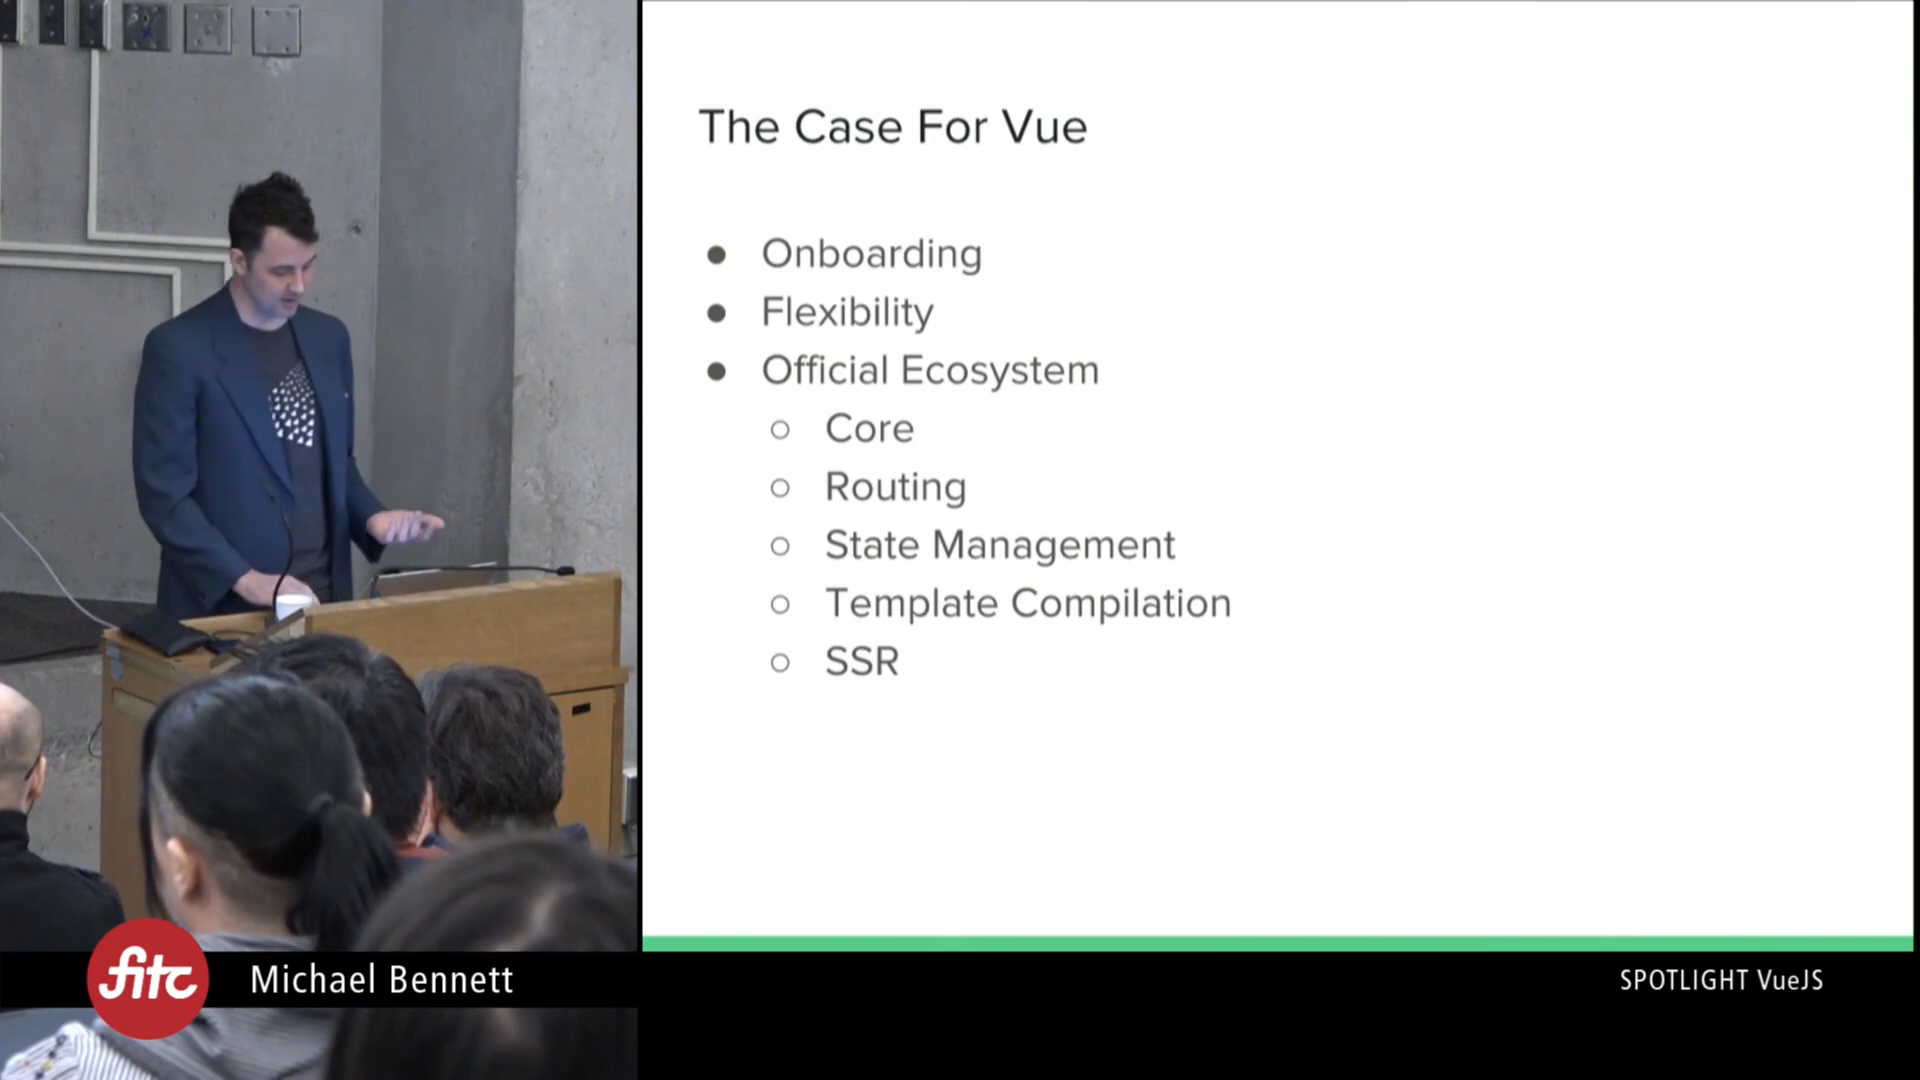 The Case For Vue
Onboarding
Flexibility
Official Ecosystem
Core
Routing
State Management
Template Compilation
SSR
fitc
Michael Bennett
SPOTLIGHT VueJS